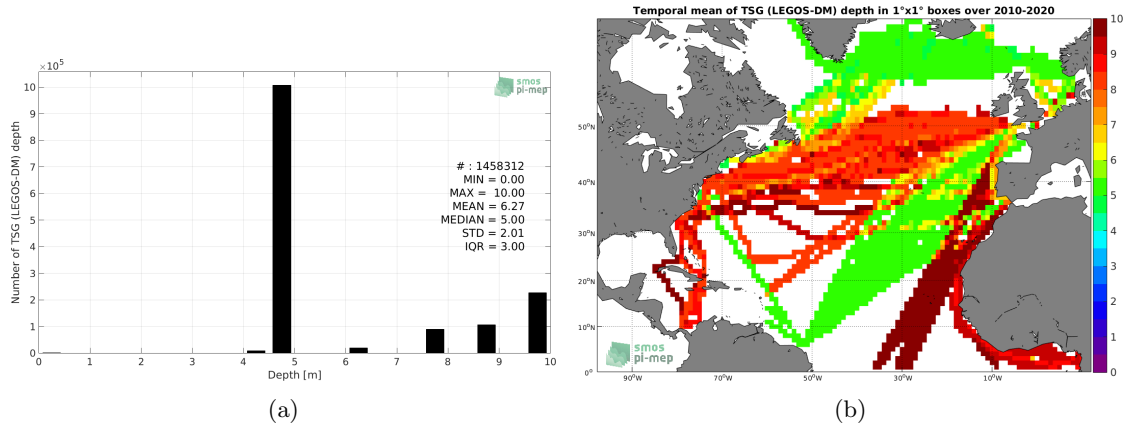 ×10⁵
10
9
8
7
6
5
4
3
2
1
0
Number of TSG (LEGOS-DM) depth
smos
pi-mep
# : 1458312
MIN = 0.00
MAX = 10.00
MEAN = 6.27
MEDIAN = 5.00
STD = 2.01
IQR = 3.00
0 1 2 3 4 5 6 7 8 9 10
Depth [m]
(a)
Temporal mean of TSG (LEGOS-DM) depth in 1°x1° boxes over 2010-2020
50°N
40°N
30°N
20°N
10°N
0°
90°W 70°W 50°W 30°W 10°W
smos
pi-mep
10
9
8
7
6
5
4
3
2
1
0
(b)